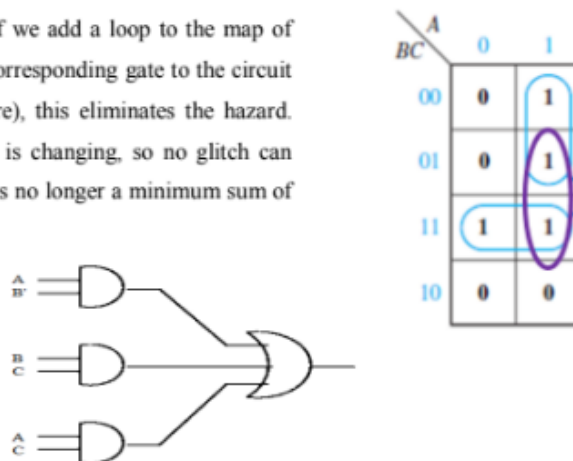 f we add a loop to the map of
orresponding gate to the circuit
re), this eliminates the hazard.
is changing, so no glitch can
s no longer a minimum sum of
A
BC
0 1
00 0 1
01 0 1
11 1 1
10 0 0
A
B'
B
C
A
C